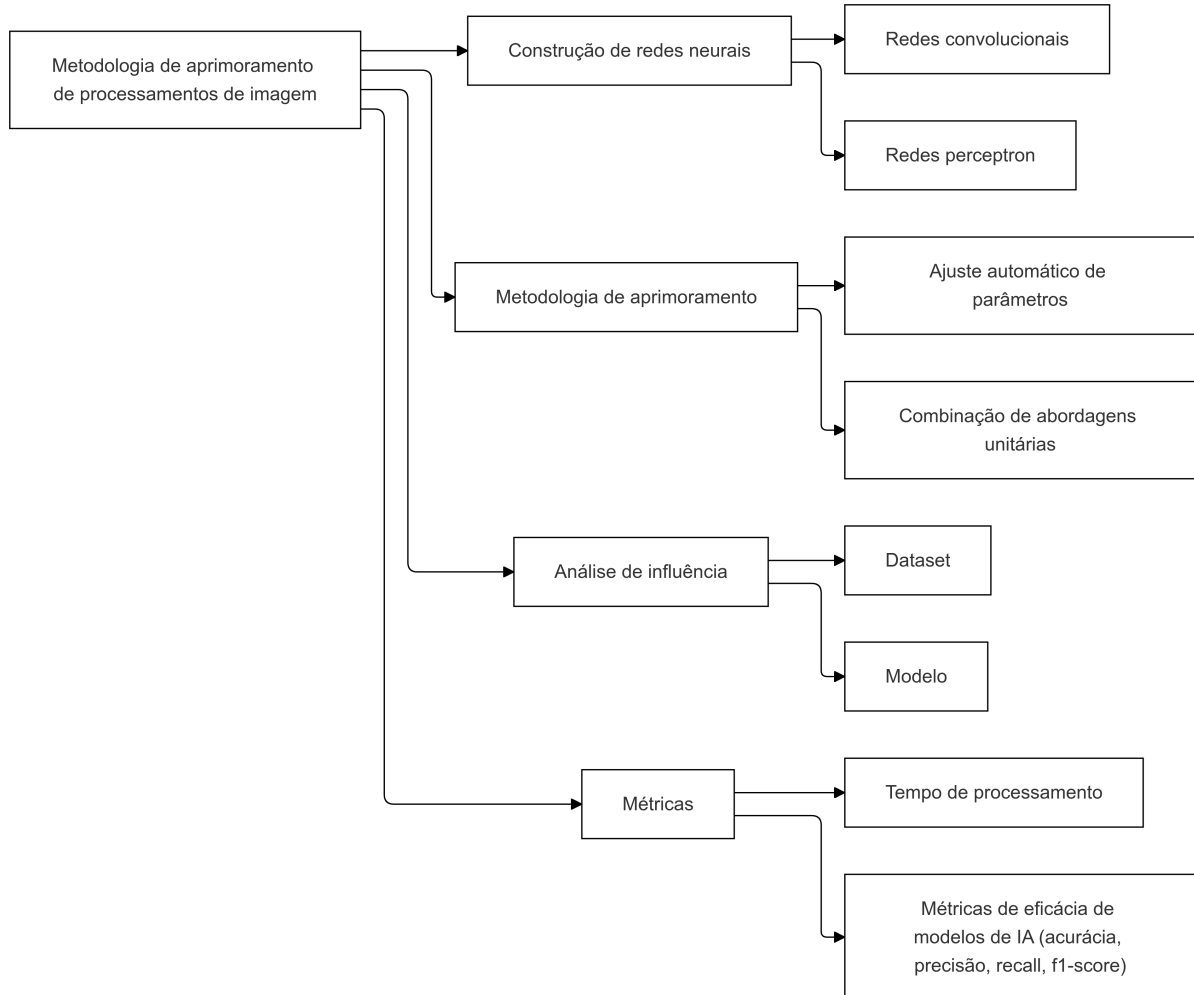 Metodologia de aprimoramento
de processamentos de imagem
Construção de redes neurais
Redes convolucionais
Redes perceptron
Metodologia de aprimoramento
Ajuste automático de
parâmetros
Combinação de abordagens
unitárias
Análise de influência
Dataset
Modelo
Métricas
Tempo de processamento
Métricas de eficácia de
modelos de IA (acurácia,
precisão, recall, f1-score)